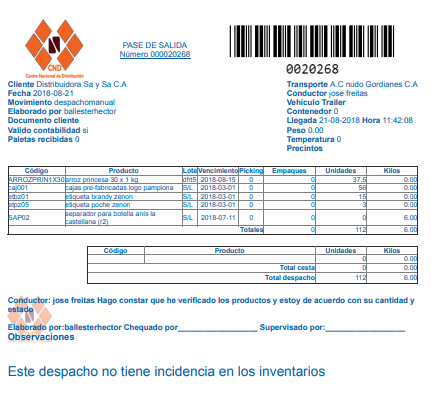 CND
Centro Nacional de Distribución
PASE DE SALIDA
Número 000020268
0020268
Cliente Distribuidora Sa y Sa C.A
Fecha 2018-08-21
Movimiento despachomanual
Elaborado por ballesterhector
Documento cliente
Valido contabilidad si
Paletas recibidas 0
Transporte A.C nudo Gordianes C.A
Conductor jose freitas
Vehículo Trailer
Contenedor 0
Llegada 21-08-2018 Hora 11:42:08
Peso 0.00
Temperatura 0
Precintos
Código Producto Lote Vencimiento Picking Empaques Unidades Kilos
ARROZPRIN1X30 arroz princesa 30 x 1 kg dfrt5 2018-08-15 0 0 37.5 0.00
caj001 cajas pre-fabricadas logo pamplona S/L 2018-03-01 0 0 56 0.00
etbz01 etiqueta brandy zenon S/L 2018-03-01 0 0 15 0.00
etpz05 etiqueta poche zenon S/L 2018-03-01 0 0 3 0.00
SAP02 separador para botella anis la castellana (r2) S/L 2018-07-11 0 0 0 6.00
Totales 0 112 6.00
Código Producto Unidades Kilos
0 0.00
Total cesta 0 0.00
Total despacho 112 6.00
Conductor: jose freitas Hago constar que he verificado los productos y estoy de acuerdo con su cantidad y
estado
Elaborado por:ballesterhector Chequado por___________________ Supervisado por:___________________
Observaciones
Este despacho no tiene incidencia en los inventarios